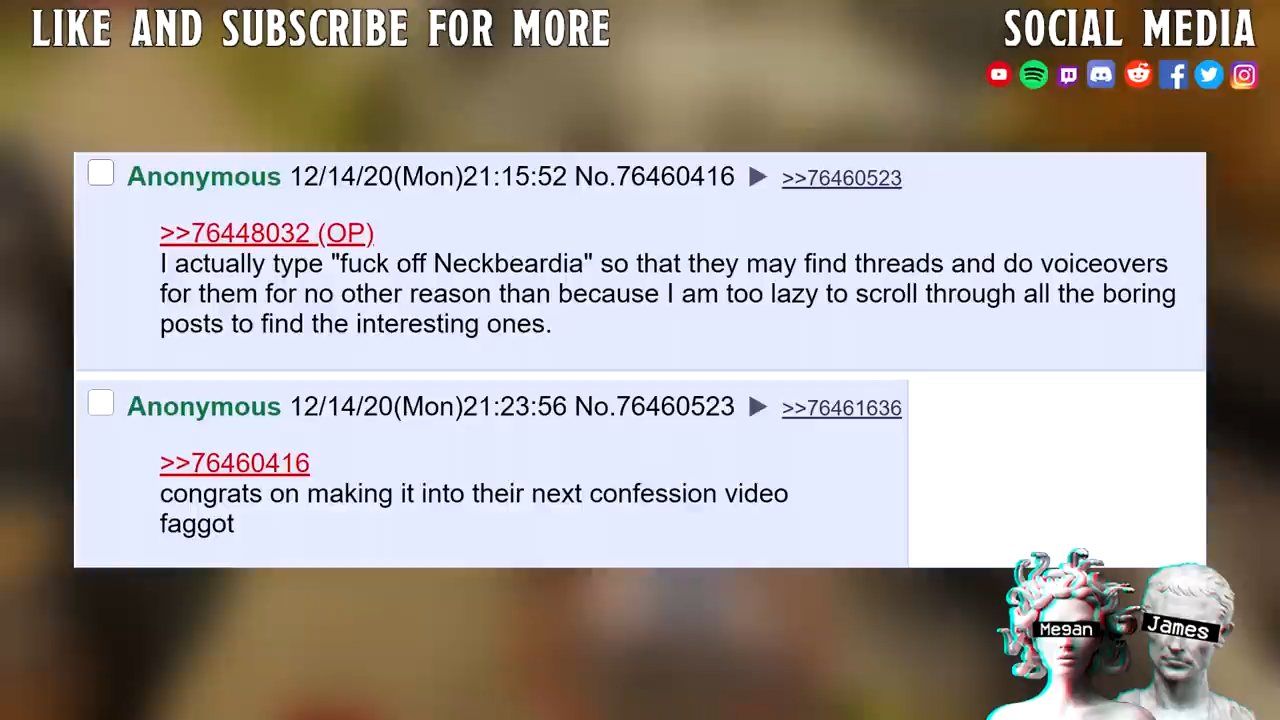 LIKE AND SUBSCRIBE FOR MORE
SOCIAL MEDIA
Anonymous 12/14/20(Mon)21:15:52 No.76460416 ▶ >>76460523
>>76448032 (OP)
I actually type "fuck off Neckbeardia" so that they may find threads and do voiceovers
for them for no other reason than because I am too lazy to scroll through all the boring
posts to find the interesting ones.
Anonymous 12/14/20(Mon)21:23:56 No.76460523 ▶ >>76461636
>>76460416
congrats on making it into their next confession video
faggot
Megan
James